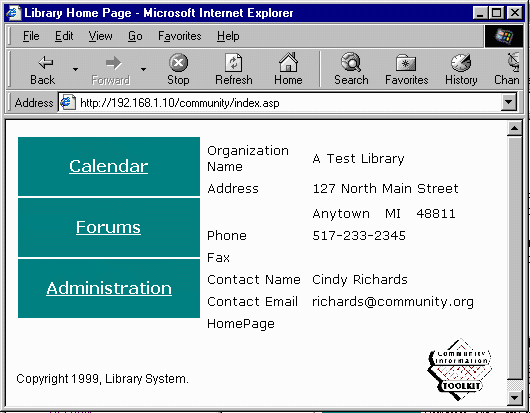 Library Home Page - Microsoft Internet Explorer
File Edit View Go Favorites Help
Back Forward Stop Refresh Home Search Favorites History Chan
Address http://192.168.1.10/community/index.asp
Calendar
Forums
Administration
Organization Name A Test Library
Address 127 North Main Street
Anytown MI 48811
Phone 517-233-2345
Fax
Contact Name Cindy Richards
Contact Email richards@community.org
HomePage
Community
Information
TOOLKIT
Copyright 1999, Library System.